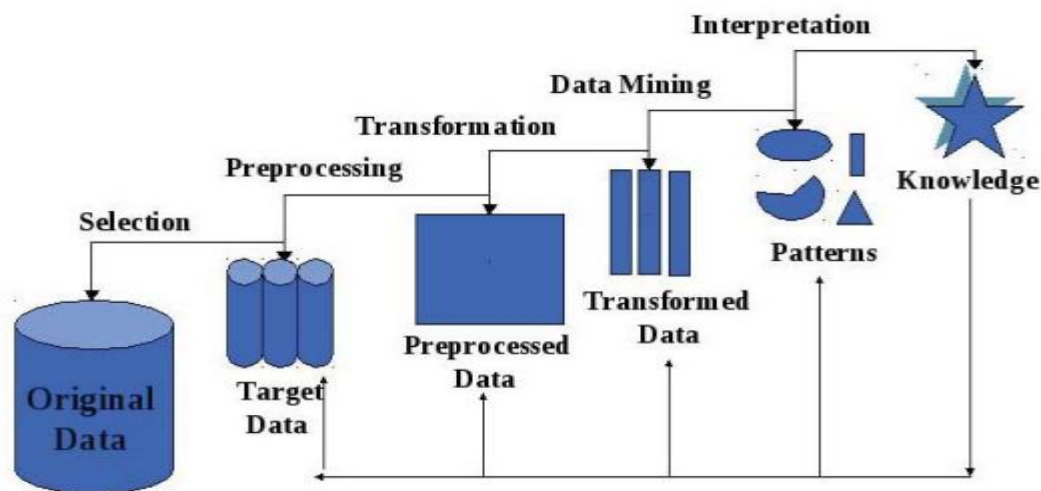 Interpretation
Data Mining
Transformation
Preprocessing
Selection
Knowledge
Patterns
Transformed
Data
Preprocessed
Data
Target
Data
Original
Data